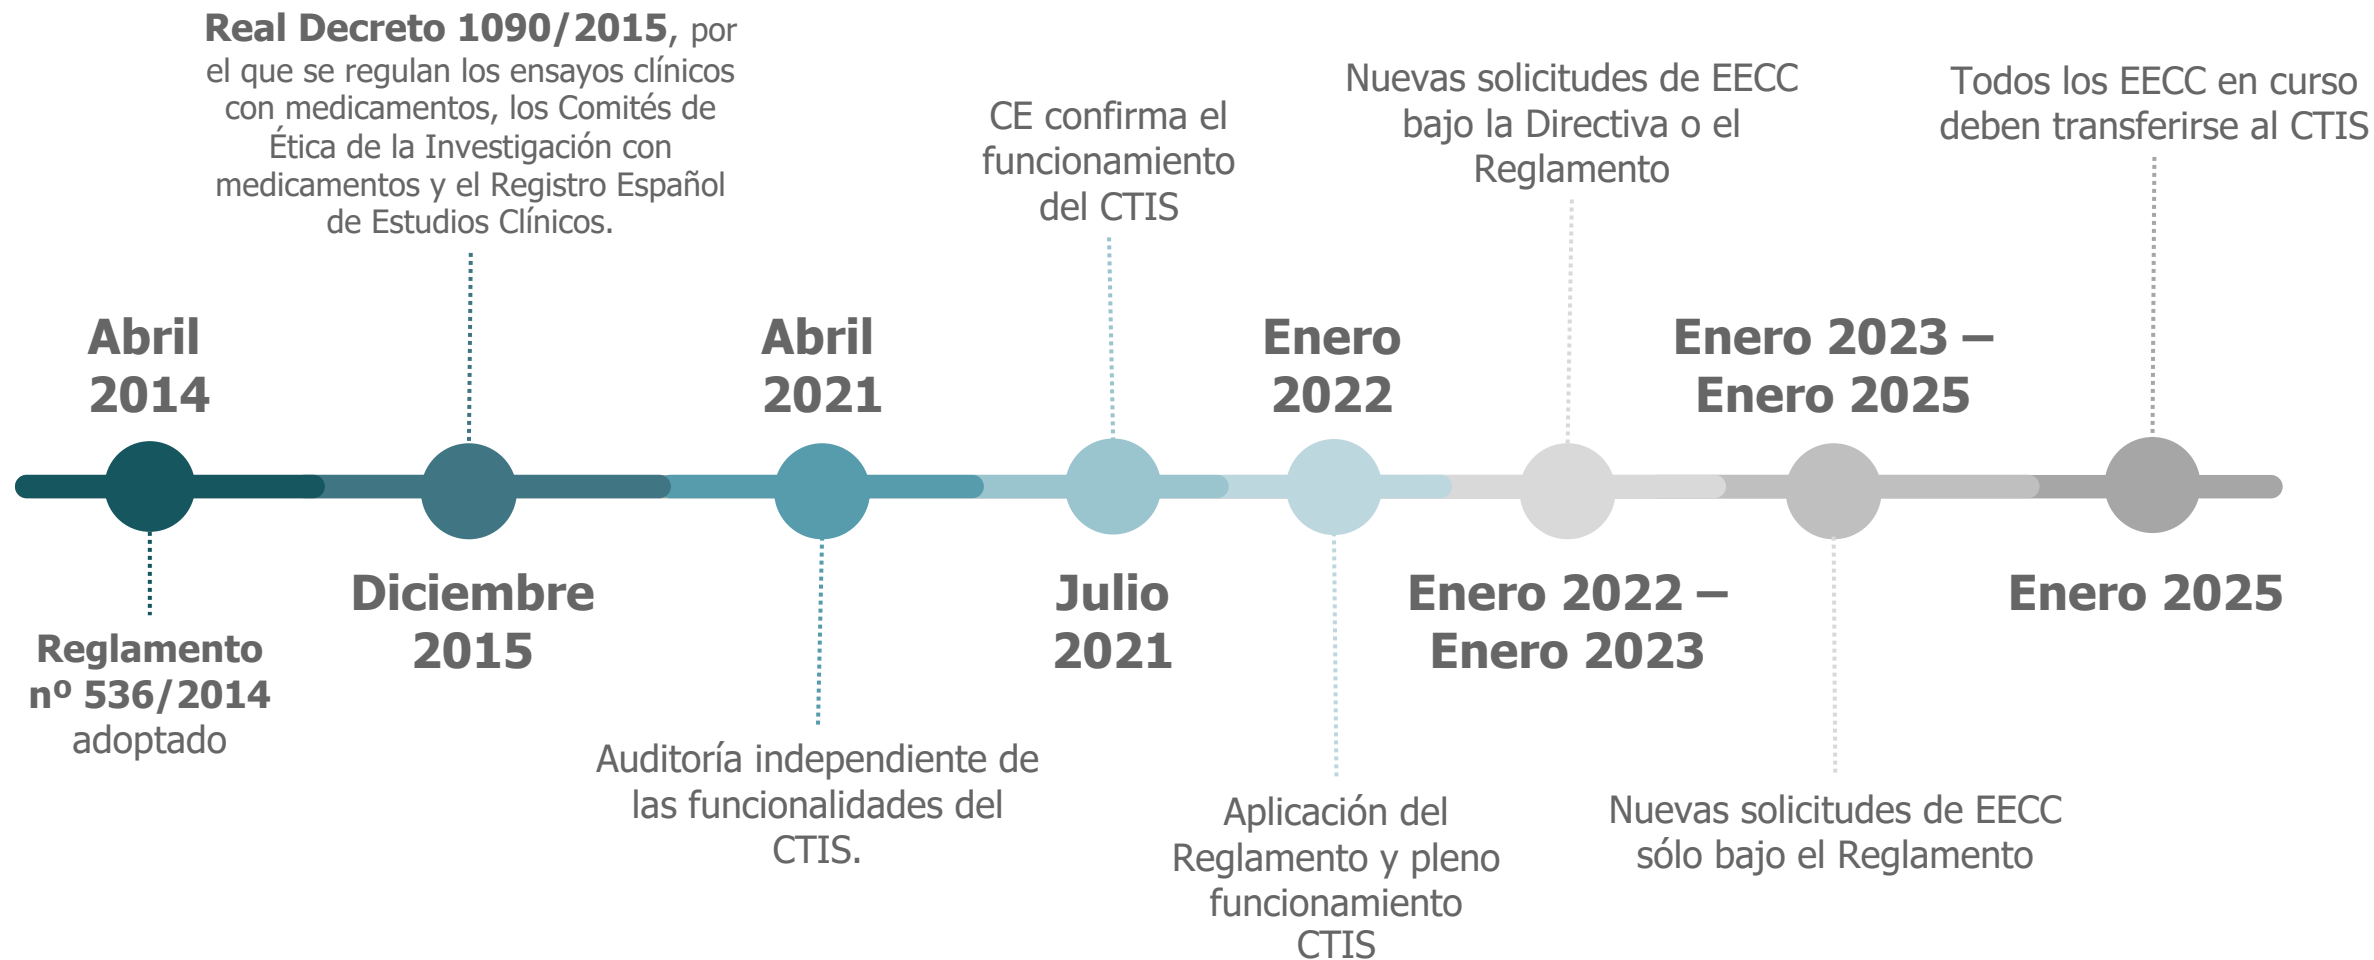 Abril
2014
Reglamento
nº 536/2014
adoptado
Real Decreto 1090/2015, por
el que se regulan los ensayos clínicos
con medicamentos, los Comités de
Ética de la Investigación con
medicamentos y el Registro Español
de Estudios Clínicos.
Diciembre
2015
Abril
2021
Auditoría independiente de
las funcionalidades del
CTIS.
CE confirma el
funcionamiento
del CTIS
Julio
2021
Enero
2022
Aplicación del
Reglamento y pleno
funcionamiento
CTIS
Nuevas solicitudes de EECC
bajo la Directiva o el
Reglamento
Enero 2022 –
Enero 2023
Enero 2023 –
Enero 2025
Nuevas solicitudes de EECC
sólo bajo el Reglamento
Todos los EECC en curso
deben transferirse al CTIS
Enero 2025